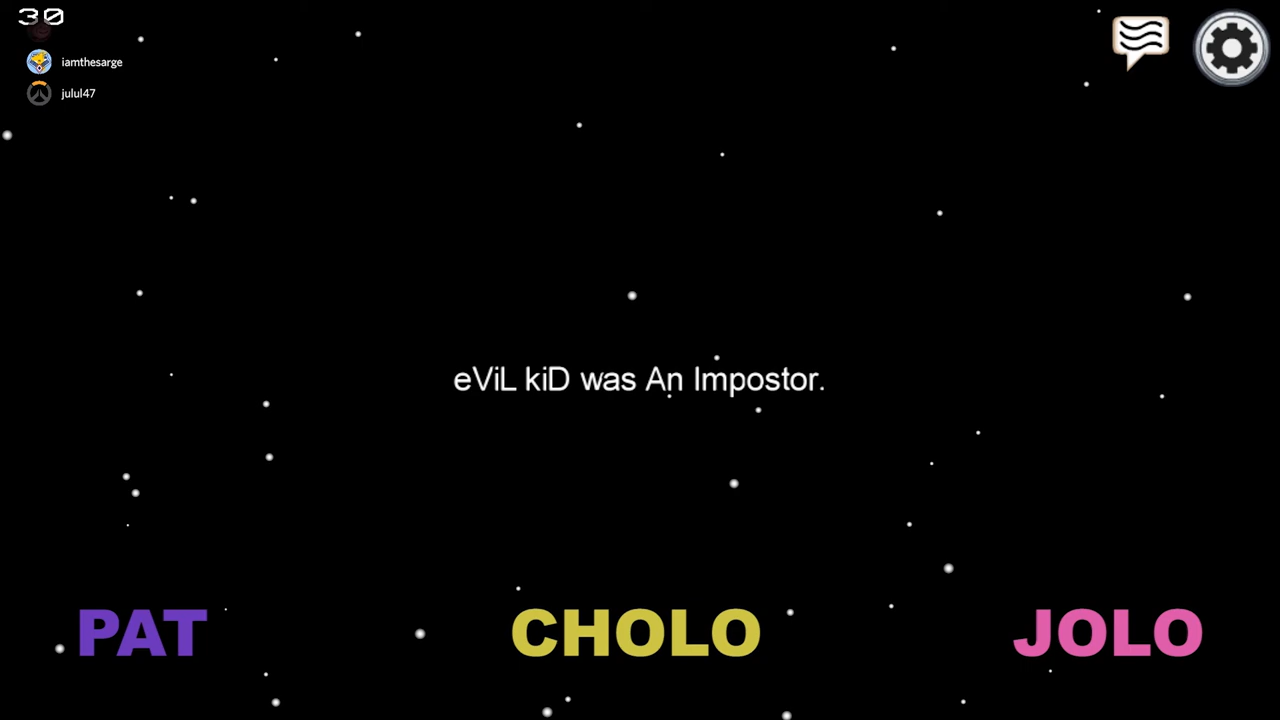 30
iamthesarge
julul47
eViL kiD was An Impostor.
PAT CHOLO JOLO